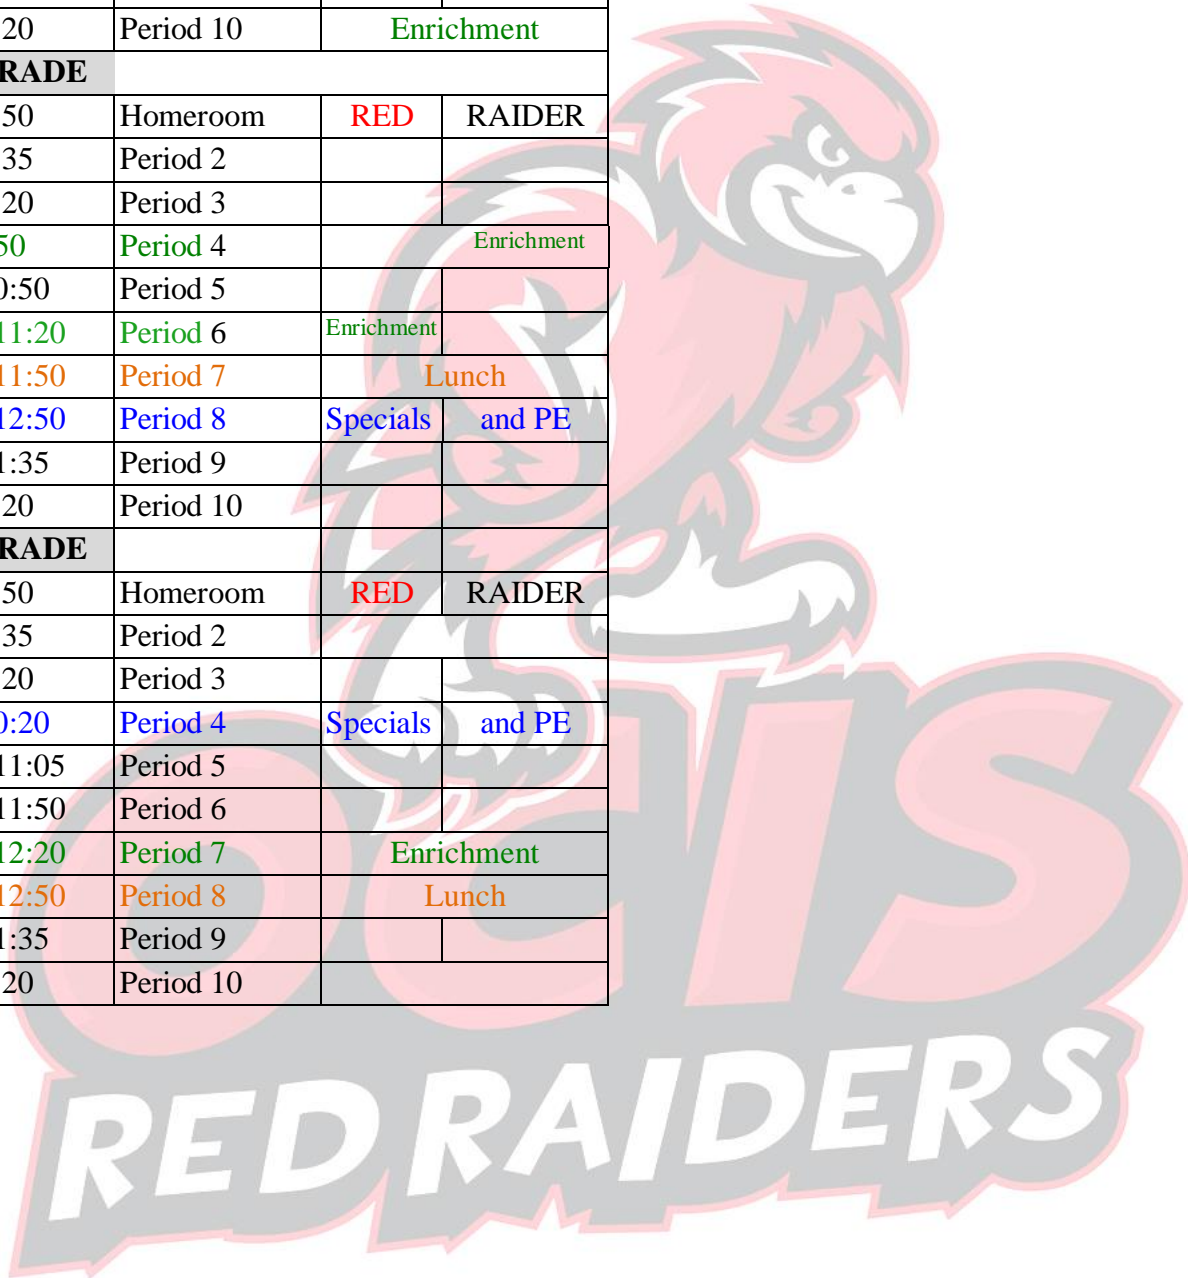 20 Period 10 Enrichment
RADE
50 Homeroom RED RAIDER
35 Period 2
20 Period 3
50 Period 4 Enrichment
0:50 Period 5
11:20 Period 6 Enrichment
11:50 Period 7 Lunch
12:50 Period 8 Specials and PE
1:35 Period 9
20 Period 10
RADE
50 Homeroom RED RAIDER
35 Period 2
20 Period 3
0:20 Period 4 Specials and PE
11:05 Period 5
11:50 Period 6
12:20 Period 7 Enrichment
12:50 Period 8 Lunch
1:35 Period 9
20 Period 10
OCIS
RED RAIDERS